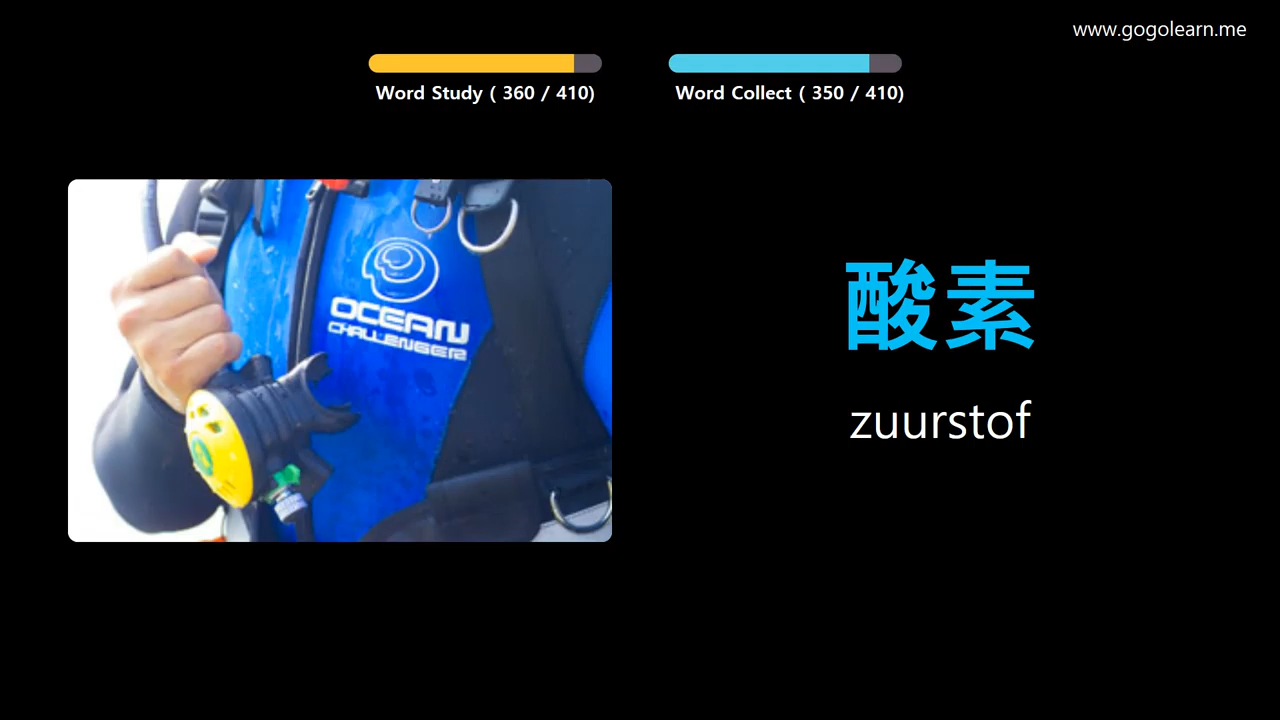 www.gogolearn.me
Word Study ( 360 / 410)
Word Collect ( 350 / 410)
OCEAN
CHALLENGER
酸素
zuurstof